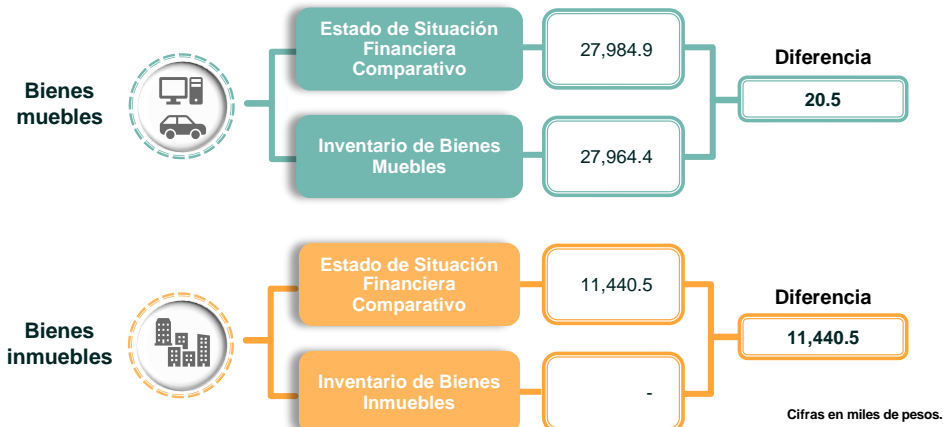 Bienes
muebles
Estado de Situación
Financiera
Comparativo
27,984.9
Inventario de Bienes
Muebles
27,964.4
Diferencia
20.5
Bienes
inmuebles
Estado de Situación
Financiera
Comparativo
11,440.5
Inventario de Bienes
Inmuebles
-
Diferencia
11,440.5
Cifras en miles de pesos.